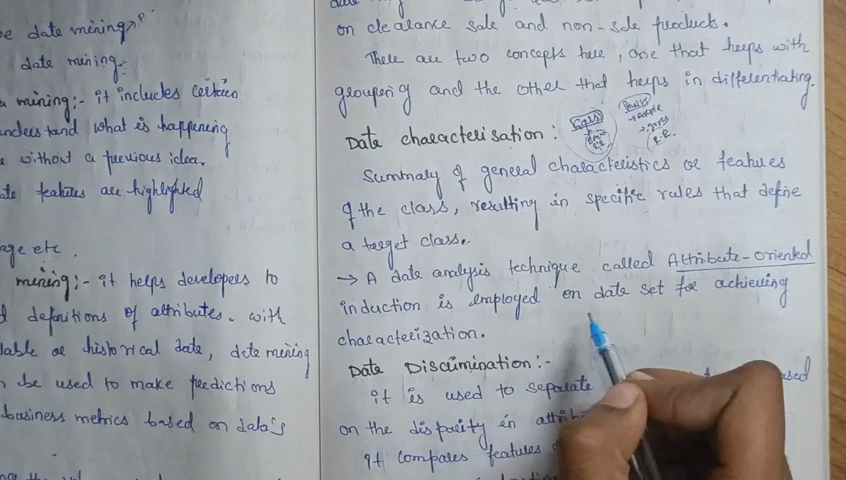 e date mining
date mining:
mining:- it includes certain
understand what is happening
without a previous idea.
features are highlighted
age etc.
mining:- it helps developers to
definitions of attributes. with
or historical data, data mining
be used to make predictions
business metrics based on data's
on clearance sale and non-sale products.
There are two concepts here, one that helps with
grouping and the other that helps in differentiating.
Data characterisation:
Cars
Fruits
→ Apple
Summary of general characteristics or features
of the class, resulting in specific rules that define
a target class.
→ A data analysis technique called Attribute-oriented
induction is employed on data set for achieving
characterization.
Data Discrimination:-
it is used to separate
on the disparity in
It compares features